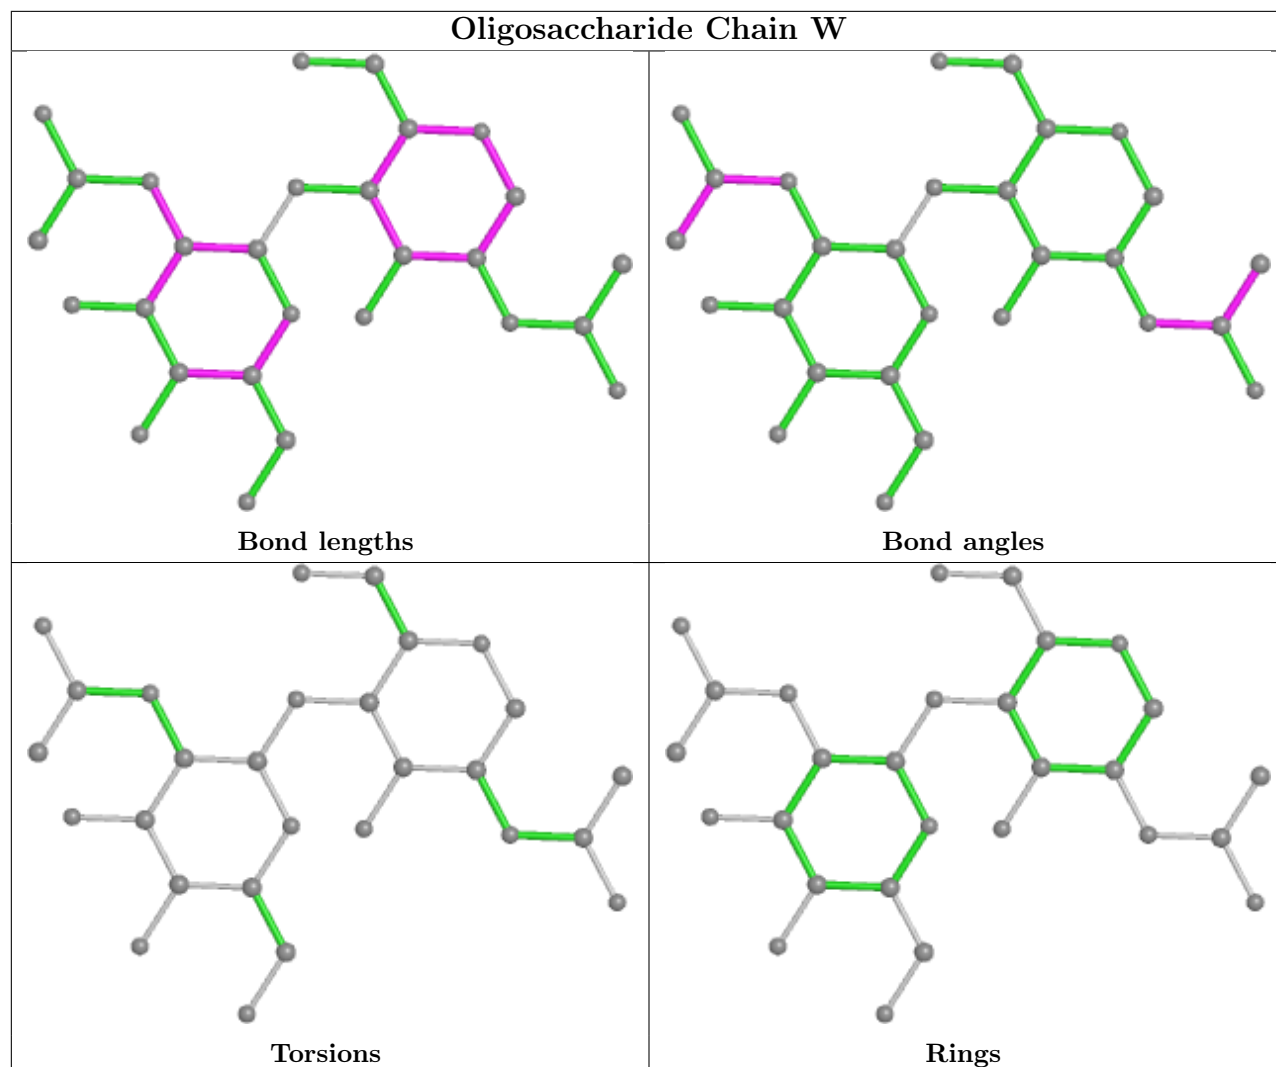 Oligosaccharide Chain W
Bond lengths
Bond angles
Torsions
Rings